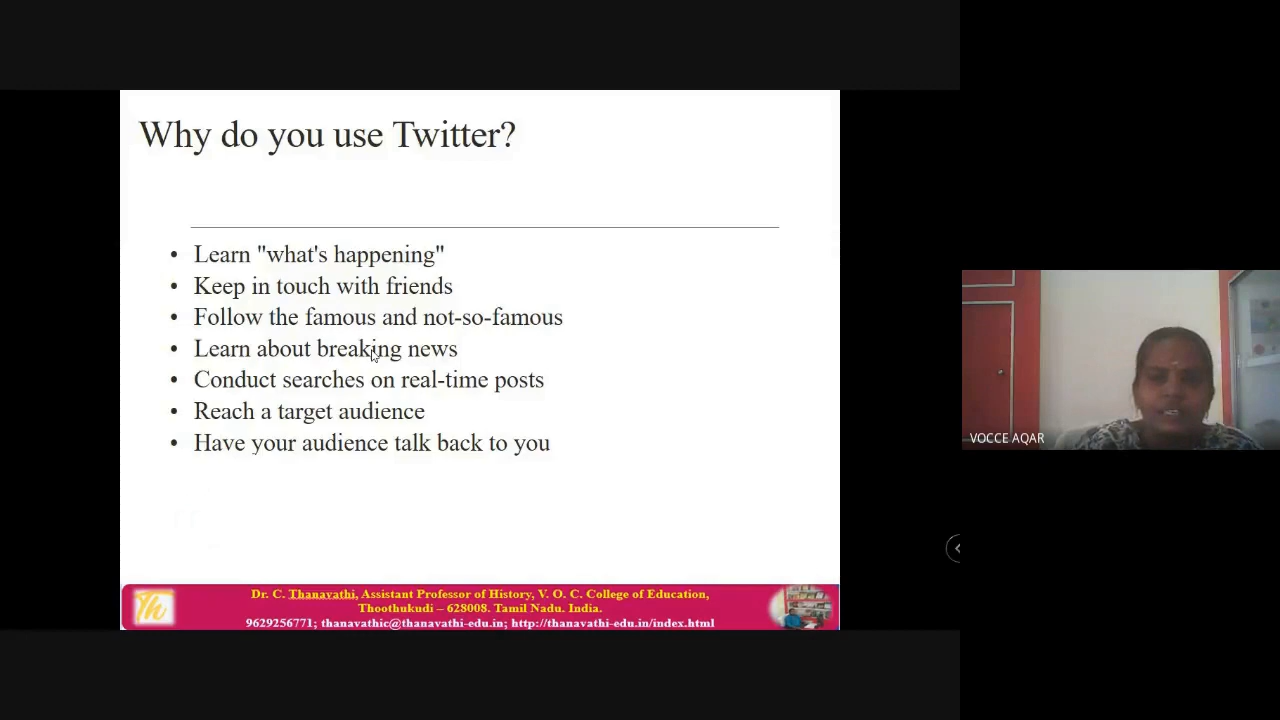 Why do you use Twitter?
• Learn "what's happening"
• Keep in touch with friends
• Follow the famous and not-so-famous
• Learn about breaking news
• Conduct searches on real-time posts
• Reach a target audience
• Have your audience talk back to you
Th
Dr. C. Thanavathi, Assistant Professor of History, V. O. C. College of Education,
Thoothukudi – 628008. Tamil Nadu. India.
9629256771; thanavathic@thanavathi-edu.in; http://thanavathi-edu.in/index.html
VOCCE AQAR